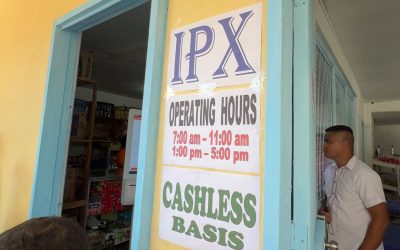 IPX
OPERATING HOURS
7:00 am – 11:00 am
1:00 pm – 5:00 pm
CASHLESS
BASIS